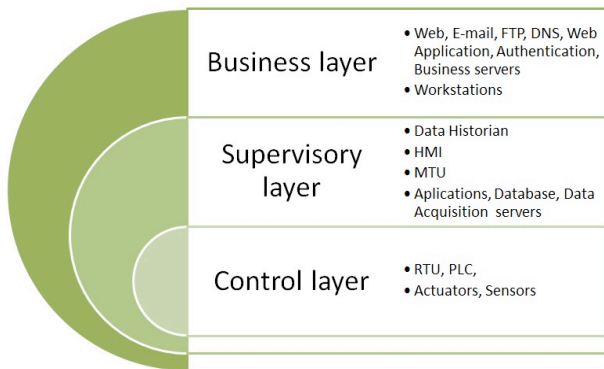 Business layer
• Web, E-mail, FTP, DNS, Web
Application, Authentication,
Business servers
• Workstations
Supervisory
layer
• Data Historian
• HMI
• MTU
• Aplications, Database, Data
Acquisition servers
Control layer
• RTU, PLC,
• Actuators, Sensors